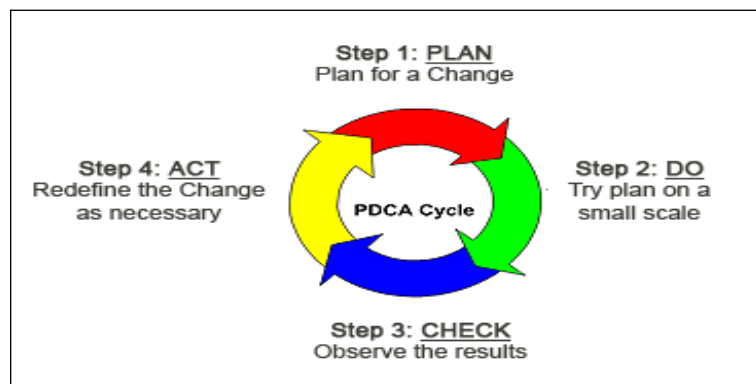 Step 1: PLAN
Plan for a Change
Step 2: DO
Try plan on a
small scale
Step 3: CHECK
Observe the results
Step 4: ACT
Redefine the Change
as necessary
PDCA Cycle